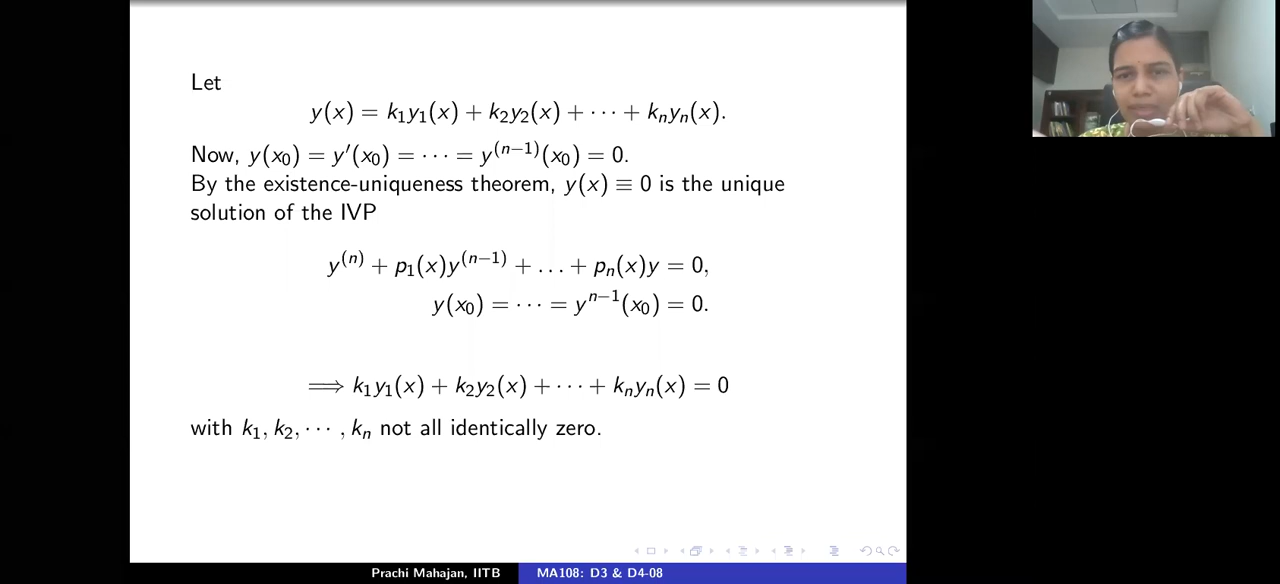 Let
y(x) = k₁y₁(x) + k₂y₂(x) + ··· + kₙyₙ(x).
Now, y(x₀) = y′(x₀) = ··· = y⁽ⁿ⁻¹⁾(x₀) = 0.
By the existence-uniqueness theorem, y(x) ≡ 0 is the unique
solution of the IVP
y⁽ⁿ⁾ + p₁(x)y⁽ⁿ⁻¹⁾ + ... + pₙ(x)y = 0,
y(x₀) = ··· = yⁿ⁻¹(x₀) = 0.
⟹ k₁y₁(x) + k₂y₂(x) + ··· + kₙyₙ(x) = 0
with k₁, k₂, ··· , kₙ not all identically zero.
Prachi Mahajan, IITB MA108: D3 & D4-08